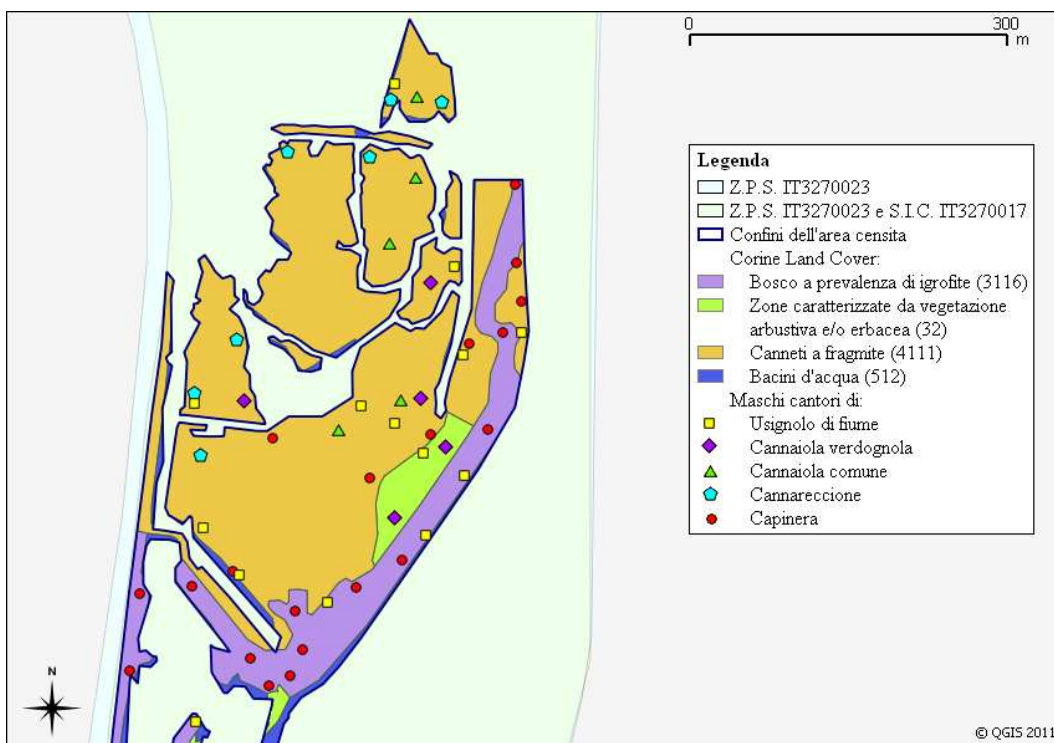 0 300
m
Legenda
Z.P.S. IT3270023
Z.P.S. IT3270023 e S.I.C. IT3270017
Confini dell'area censita
Corine Land Cover:
Bosco a prevalenza di igrofite (3116)
Zone caratterizzate da vegetazione
arbustiva e/o erbacea (32)
Canneti a fragmite (4111)
Bacini d'acqua (512)
Maschi cantori di:
Usignolo di fiume
Cannaiola verdognola
Cannaiola comune
Cannareccione
Capinera
N
© QGIS 2011